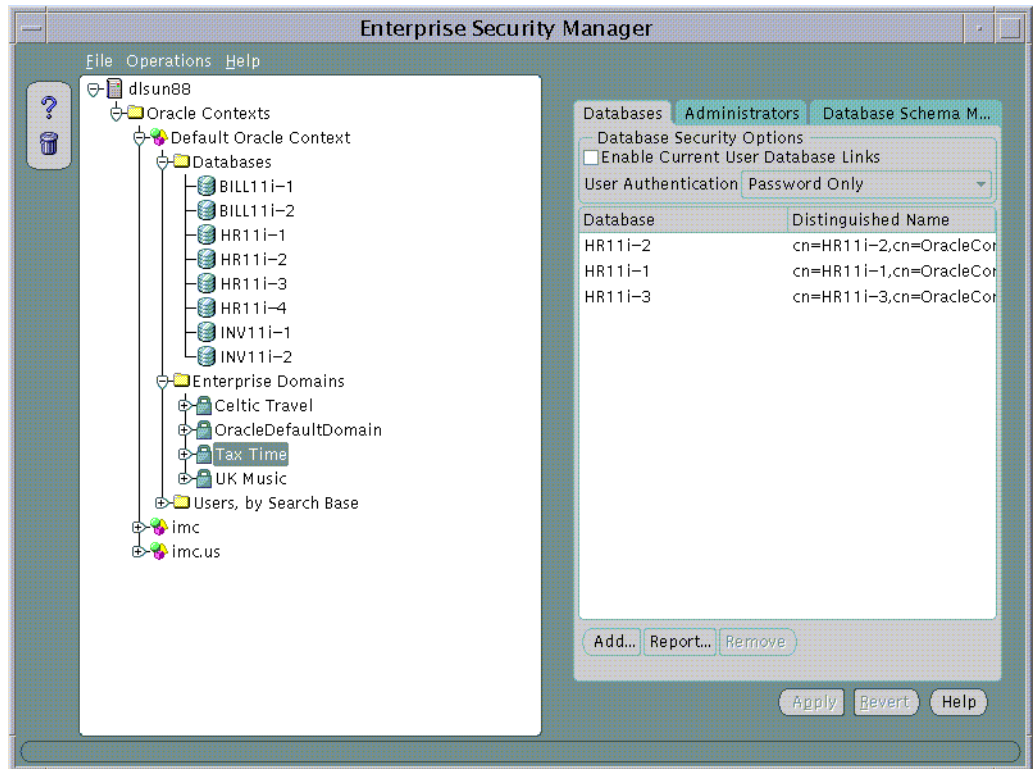 Enterprise Security Manager
File Operations Help
dlsun88
Oracle Contexts
Default Oracle Context
Databases
BILL11i-1
BILL11i-2
HR11i-1
HR11i-2
HR11i-3
HR11i-4
INV11i-1
INV11i-2
Enterprise Domains
Celtic Travel
OracleDefaultDomain
Tax Time
UK Music
Users, by Search Base
imc
imc.us
Databases Administrators Database Schema M...
Database Security Options
Enable Current User Database Links
User Authentication Password Only
Database Distinguished Name
HR11i-2 cn=HR11i-2,cn=OracleCor
HR11i-1 cn=HR11i-1,cn=OracleCor
HR11i-3 cn=HR11i-3,cn=OracleCor
Add... Report... Remove
Apply Revert Help